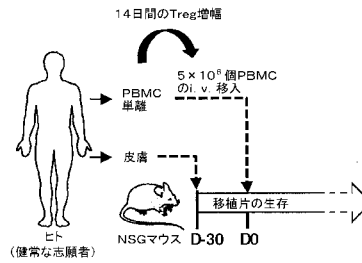 14日間のTreg増幅
PBMC
単離
5×10⁶個PBMC
のi.v.移入
皮膚
移植片の生存
ヒト
(健常な志願者)
NSGマウス
D-30
D0